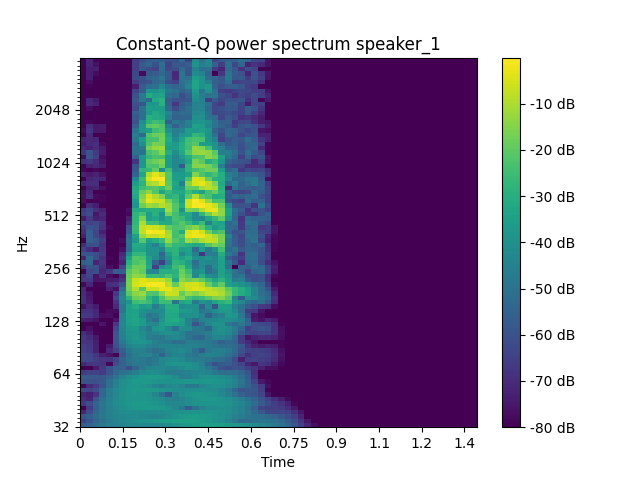 Constant-Q power spectrum speaker_1
Hz
2048
1024
512
256
128
64
32
0 0.15 0.3 0.45 0.6 0.75 0.9 1.1 1.2 1.4
Time
-10 dB
-20 dB
-30 dB
-40 dB
-50 dB
-60 dB
-70 dB
-80 dB